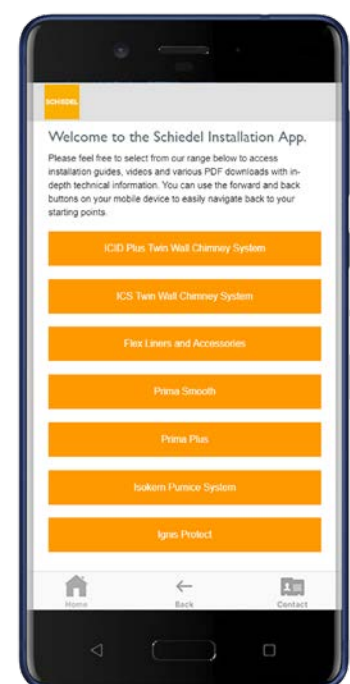 SCHIEDEL
Welcome to the Schiedel Installation App.
Please feel free to select from our range below to access
installation guides, videos and various PDF downloads with in-
depth technical information. You can use the forward and back
buttons on your mobile device to easily navigate back to your
starting points.
ICID Plus Twin Wall Chimney System
ICS Twin Wall Chimney System
Flex Liners and Accessories
Prima Smooth
Prima Plus
Isokern Pumice System
Ignis Protect
Home
Back
Contact